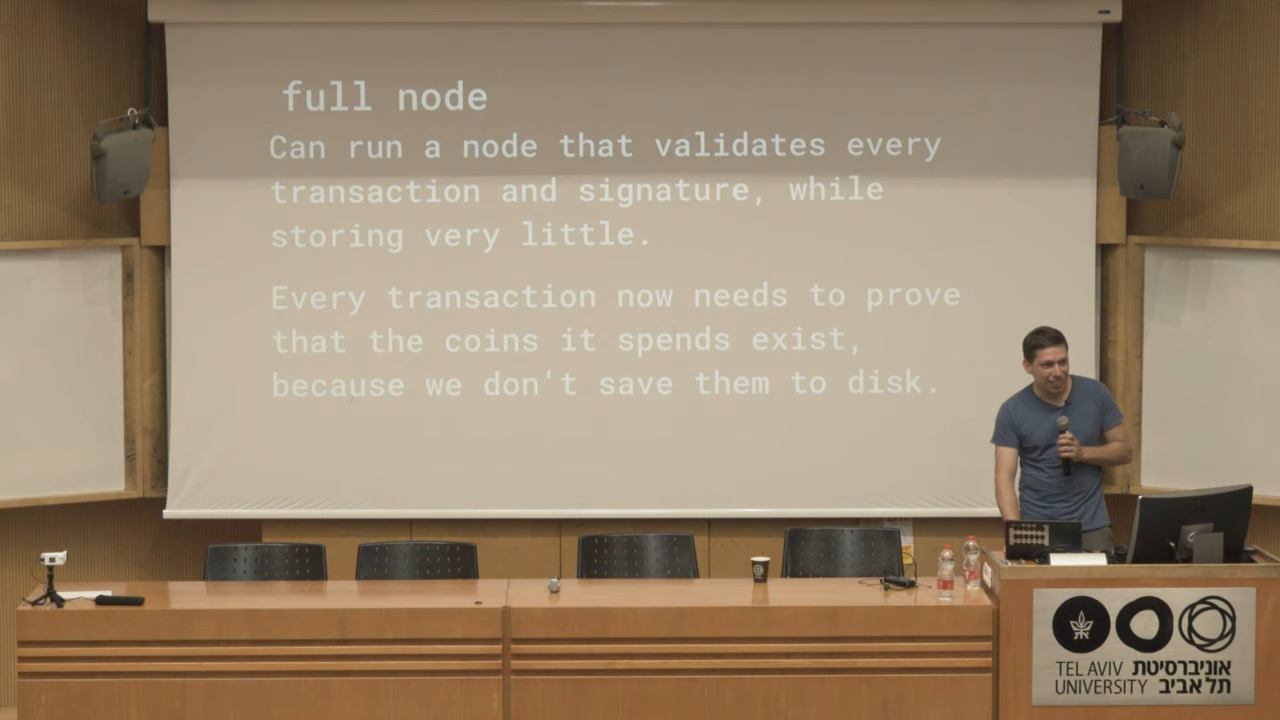 full node
Can run a node that validates every
transaction and signature, while
storing very little.
Every transaction now needs to prove
that the coins it spends exist,
because we don't save them to disk.
TEL AVIV אוניברסיטת
UNIVERSITY תל אביב